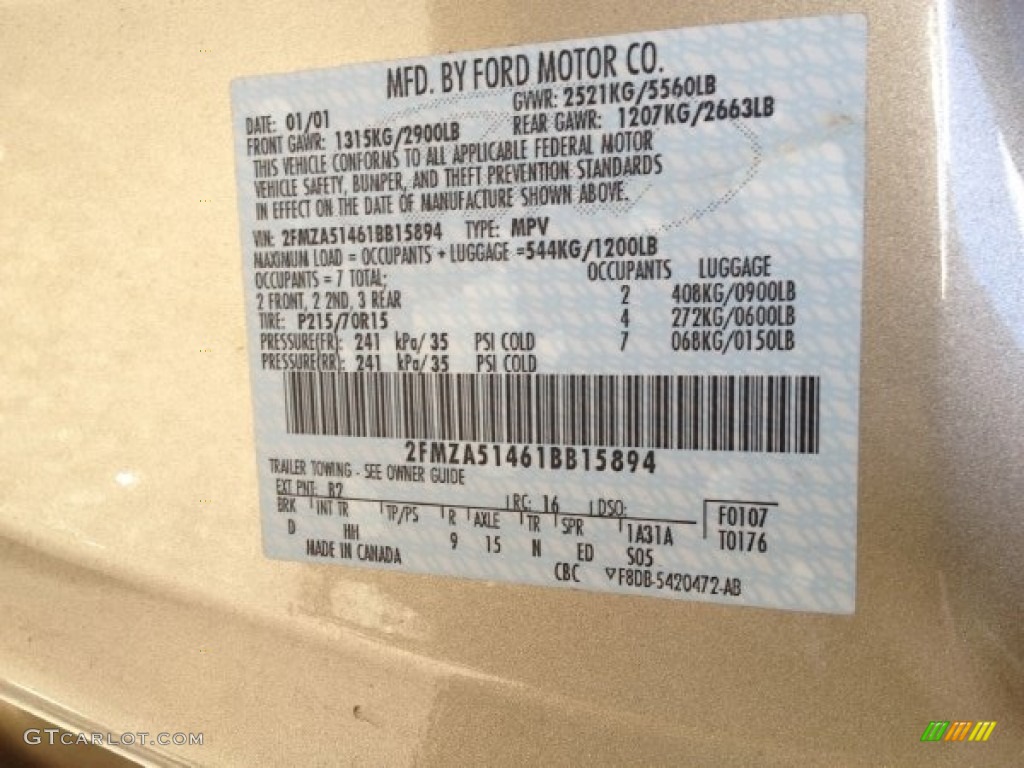 MFD. BY FORD MOTOR CO.
DATE: 01/01 GVWR: 2521KG/5560LB
FRONT GAWR: 1315KG/2900LB REAR GAWR: 1207KG/2663LB
THIS VEHICLE CONFORMS TO ALL APPLICABLE FEDERAL MOTOR
VEHICLE SAFETY, BUMPER, AND THEFT PREVENTION STANDARDS
IN EFFECT ON THE DATE OF MANUFACTURE SHOWN ABOVE.
VIN: 2FMZA51461BB15894 TYPE: MPV
MAXIMUM LOAD = OCCUPANTS + LUGGAGE =544KG/1200LB
OCCUPANTS = 7 TOTAL; OCCUPANTS LUGGAGE
2 FRONT, 2 2ND, 3 REAR 2 408KG/0900LB
TIRE: P215/70R15 4 272KG/0600LB
PRESSURE(FR): 241 kPa/ 35 PSI COLD 7 068KG/0150LB
PRESSURE(RR): 241 kPa/ 35 PSI COLD
2FMZA51461BB15894
TRAILER TOWING - SEE OWNER GUIDE
EXT PNT: B2 RC: 16 DSO:
BRK INT TR TP/PS R AXLE TR SPR 1A31A F0107
D HH 9 15 N ED S05 T0176
MADE IN CANADA CBC ▽F8DB-5420472-AB
GTCARLOT.COM